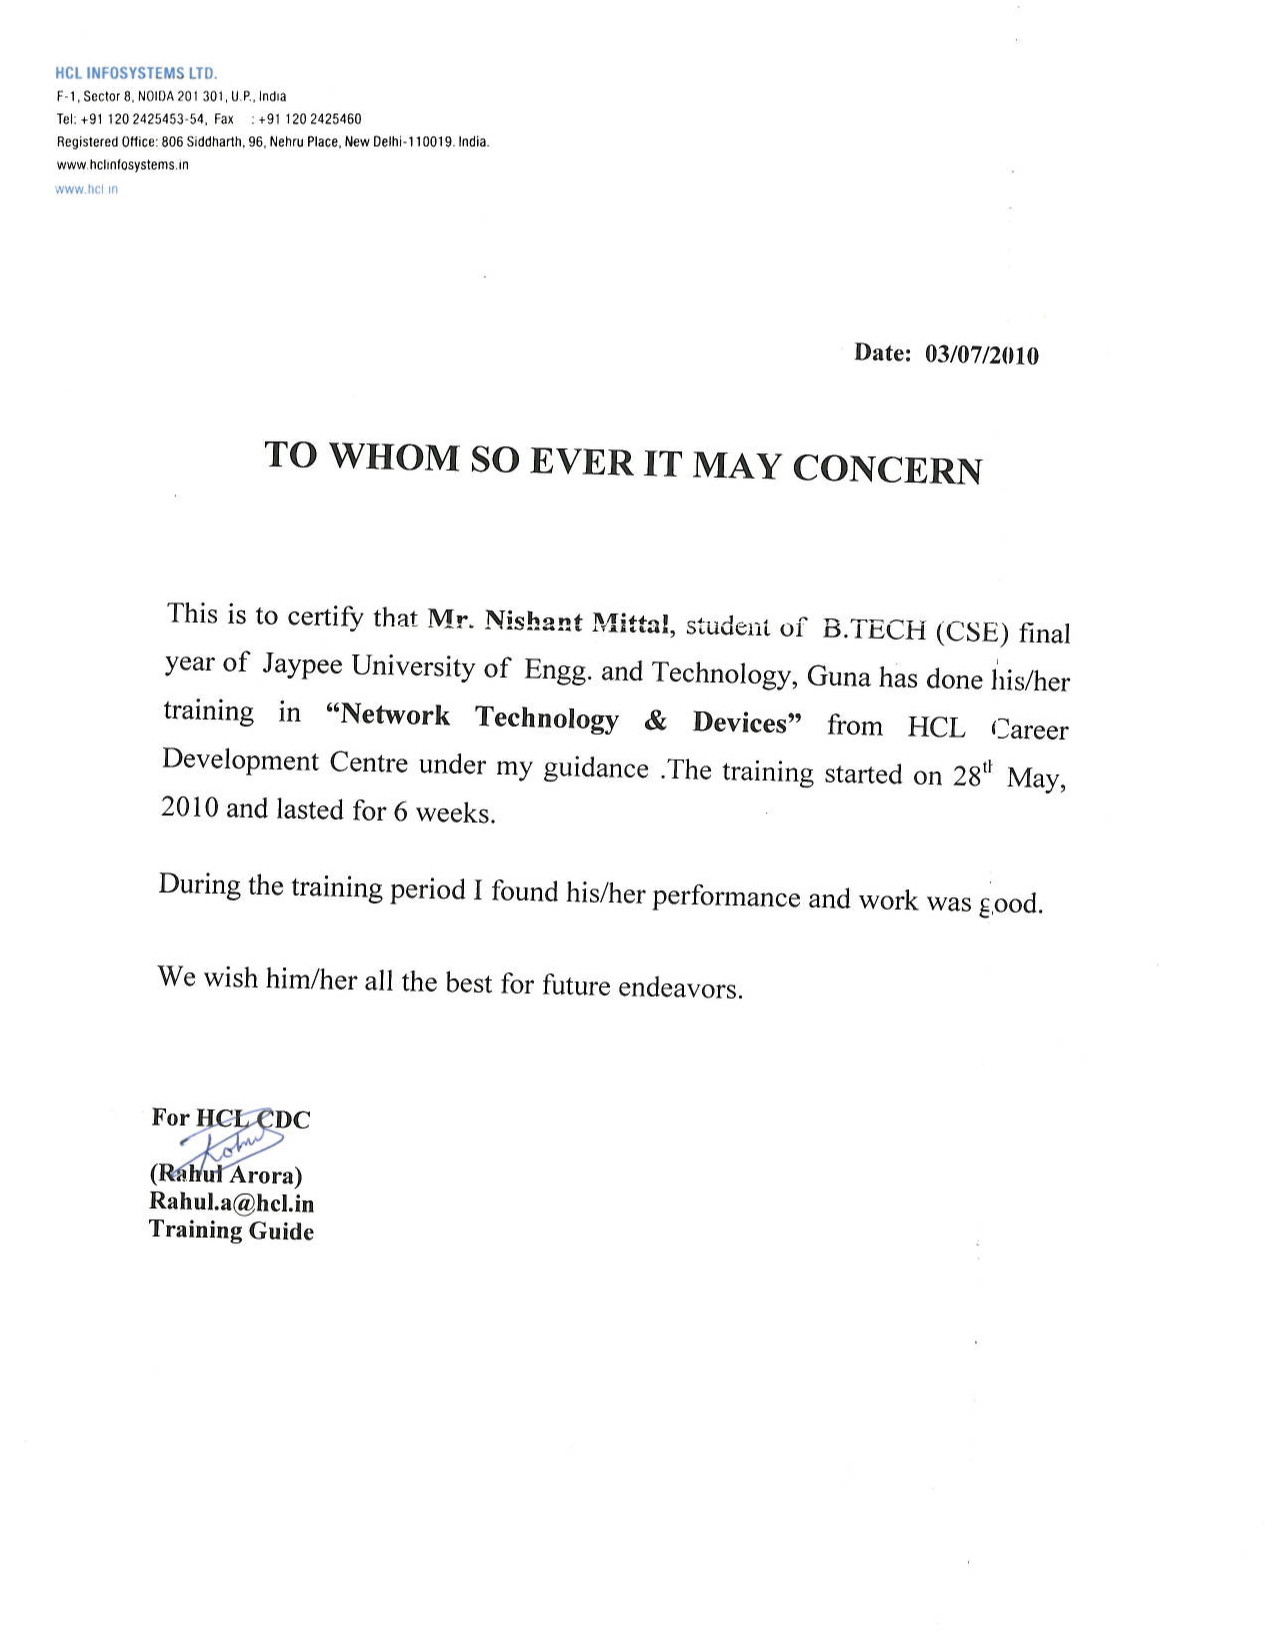 HCL INFOSYSTEMS LTD.
F-1, Sector 8, NOIDA 201 301, U.P., India
Tel: +91 120 2425453-54, Fax : +91 120 2425460
Registered Office: 806 Siddharth, 96, Nehru Place, New Delhi-110019. India.
www.hclinfosystems.in
www.hcl.in
Date: 03/07/2010
TO WHOM SO EVER IT MAY CONCERN
This is to certify that Mr. Nishant Mittal, student of B.TECH (CSE) final
year of Jaypee University of Engg. and Technology, Guna has done his/her
training in “Network Technology & Devices” from HCL Career
Development Centre under my guidance .The training started on 28th May,
2010 and lasted for 6 weeks.
During the training period I found his/her performance and work was good.
We wish him/her all the best for future endeavors.
For HCL CDC
(Rahul Arora)
Rahul.a@hcl.in
Training Guide